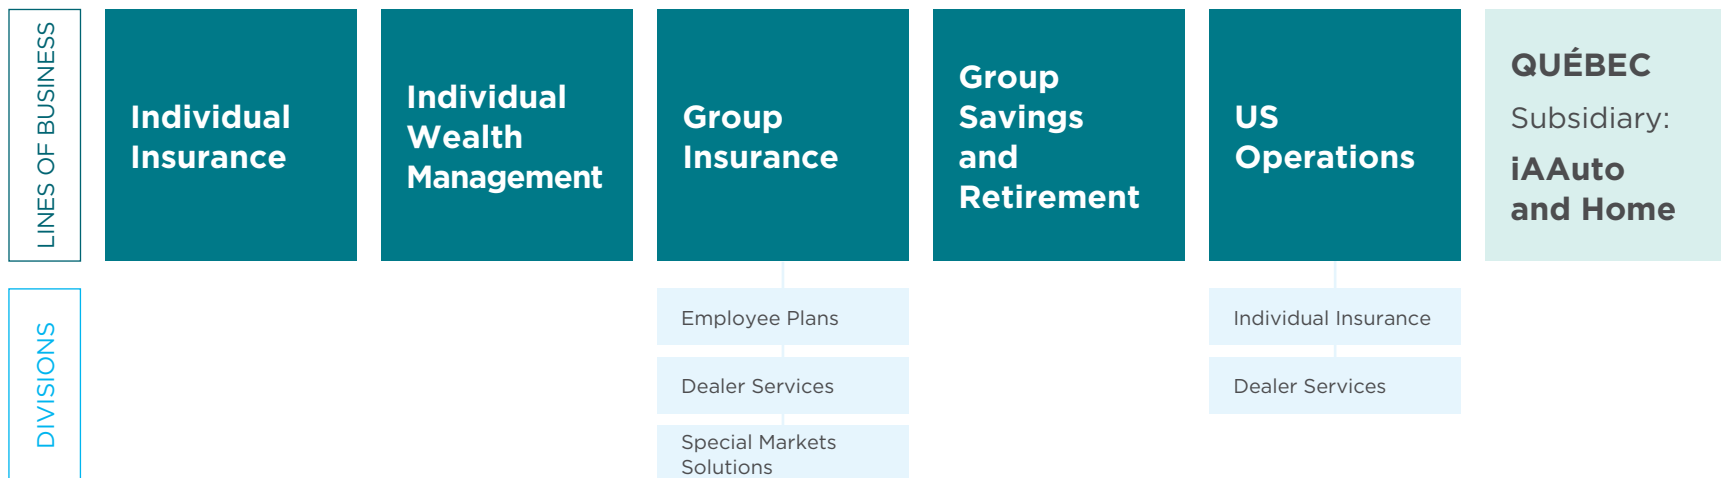 LINES OF BUSINESS
Individual
Insurance
Individual
Wealth
Management
Group
Insurance
Group
Savings
and
Retirement
US
Operations
QUÉBEC
Subsidiary:
iAAuto
and Home
DIVISIONS
Employee Plans
Dealer Services
Special Markets
Solutions
Individual Insurance
Dealer Services